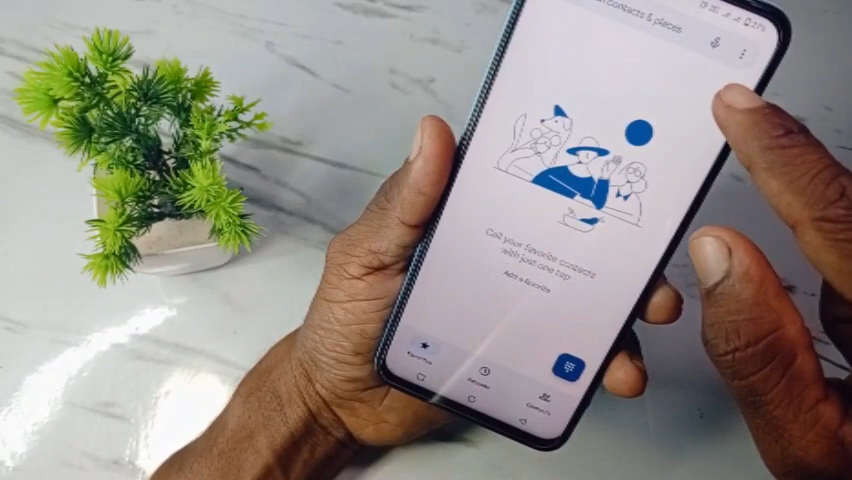 contacts & places
Call your favorite contacts
with just one tap
Add a favorite
Favorites
Recents
Contacts